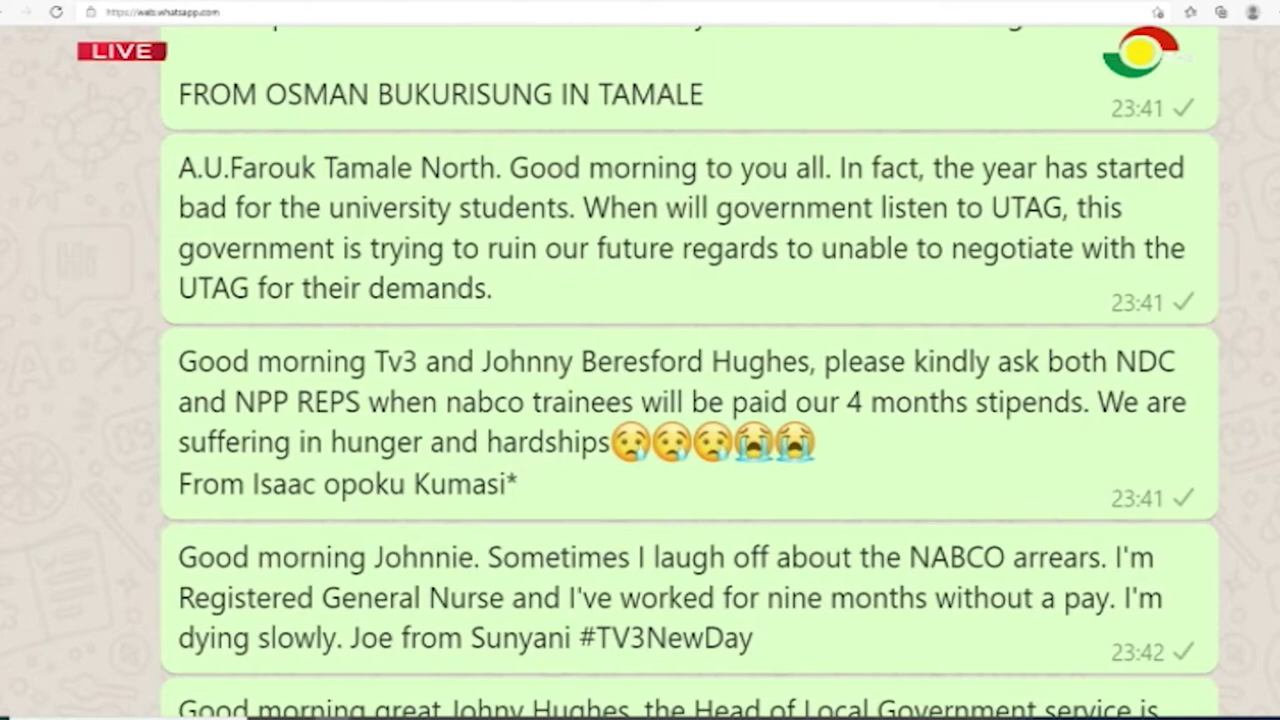 https://web.whatsapp.com
LIVE
FROM OSMAN BUKURISUNG IN TAMALE
23:41
A.U.Farouk Tamale North. Good morning to you all. In fact, the year has started
bad for the university students. When will government listen to UTAG, this
government is trying to ruin our future regards to unable to negotiate with the
UTAG for their demands.
23:41
Good morning Tv3 and Johnny Beresford Hughes, please kindly ask both NDC
and NPP REPS when nabco trainees will be paid our 4 months stipends. We are
suffering in hunger and hardships😢😢😢😭😭
From Isaac opoku Kumasi*
23:41
Good morning Johnnie. Sometimes I laugh off about the NABCO arrears. I'm
Registered General Nurse and I've worked for nine months without a pay. I'm
dying slowly. Joe from Sunyani #TV3NewDay
23:42
Good morning great Johny Hughes, the Head of Local Government service is